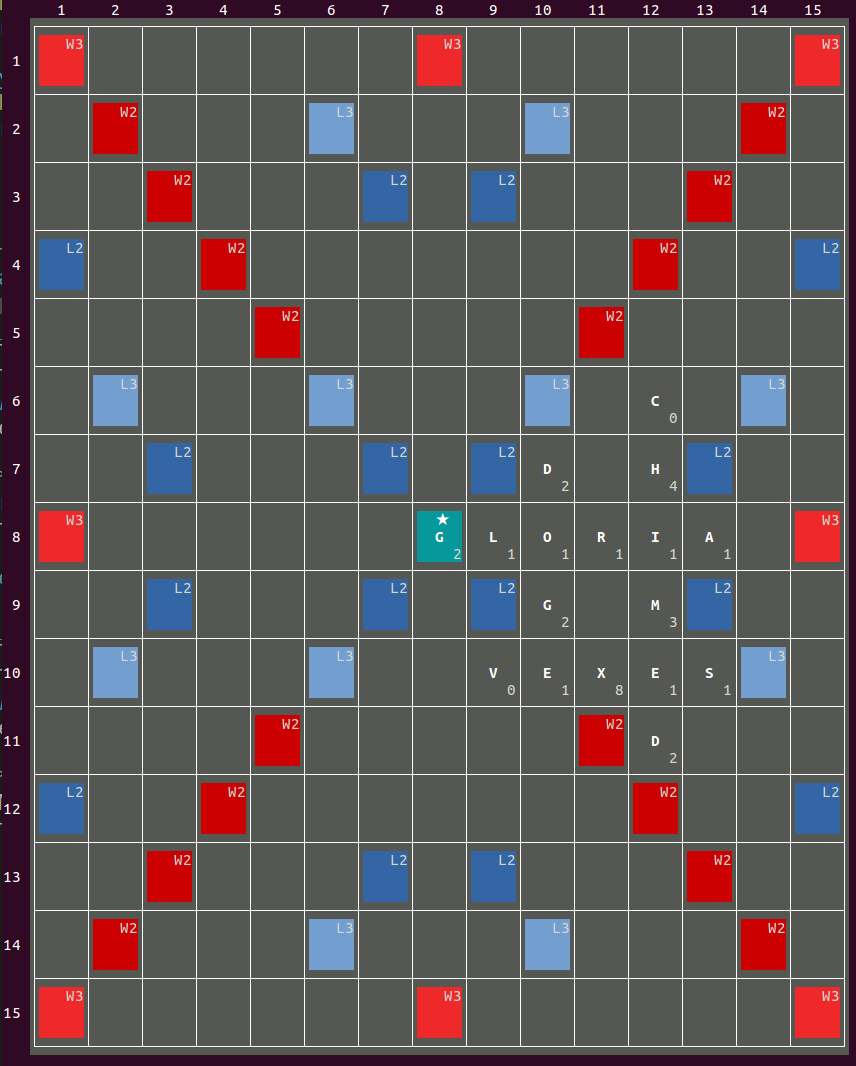 1 2 3 4 5 6 7 8 9 10 11 12 13 14 15
1 W3 W3 W3
2 W2 L3 L3 W2
3 W2 L2 L2 W2
4 L2 W2 W2 L2
5 W2 W2
6 L3 L3 L3 C 0 L3
7 L2 L2 L2 D 2 H 4 L2
8 W3 ★ G 2 L 1 O 1 R 1 I 1 A 1 W3
9 L2 L2 L2 G 2 M 3 L2
10 L3 L3 V 0 E 1 X 8 E 1 S 1 L3
11 W2 W2 D 2
12 L2 W2 W2 L2
13 W2 L2 L2 W2
14 W2 L3 L3 W2
15 W3 W3 W3